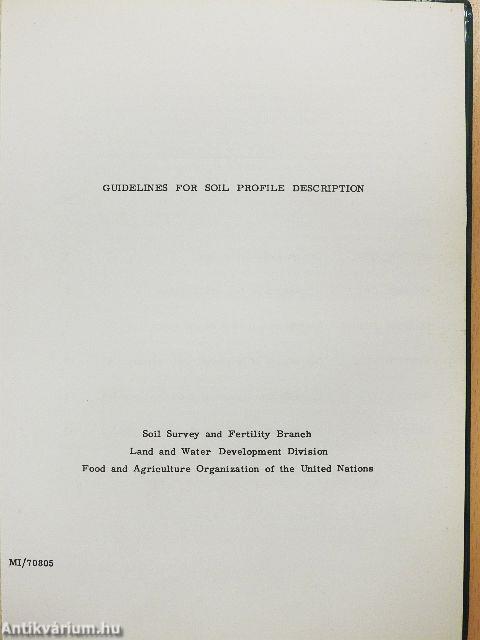 GUIDELINES FOR SOIL PROFILE DESCRIPTION
Soil Survey and Fertility Branch
Land and Water Development Division
Food and Agriculture Organization of the United Nations
MI/70805
Antikvárium.hu